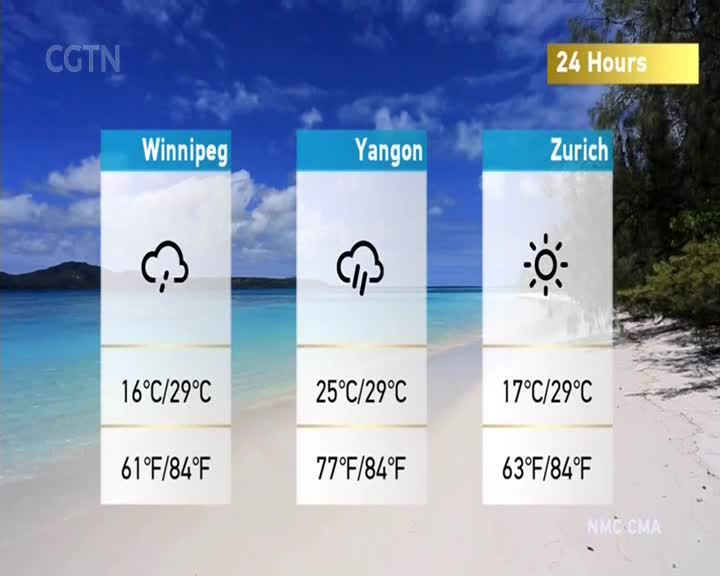 CGTN
24 Hours
Winnipeg
16°C/29°C
61°F/84°F
Yangon
25°C/29°C
77°F/84°F
Zurich
17°C/29°C
63°F/84°F
NMC CMA